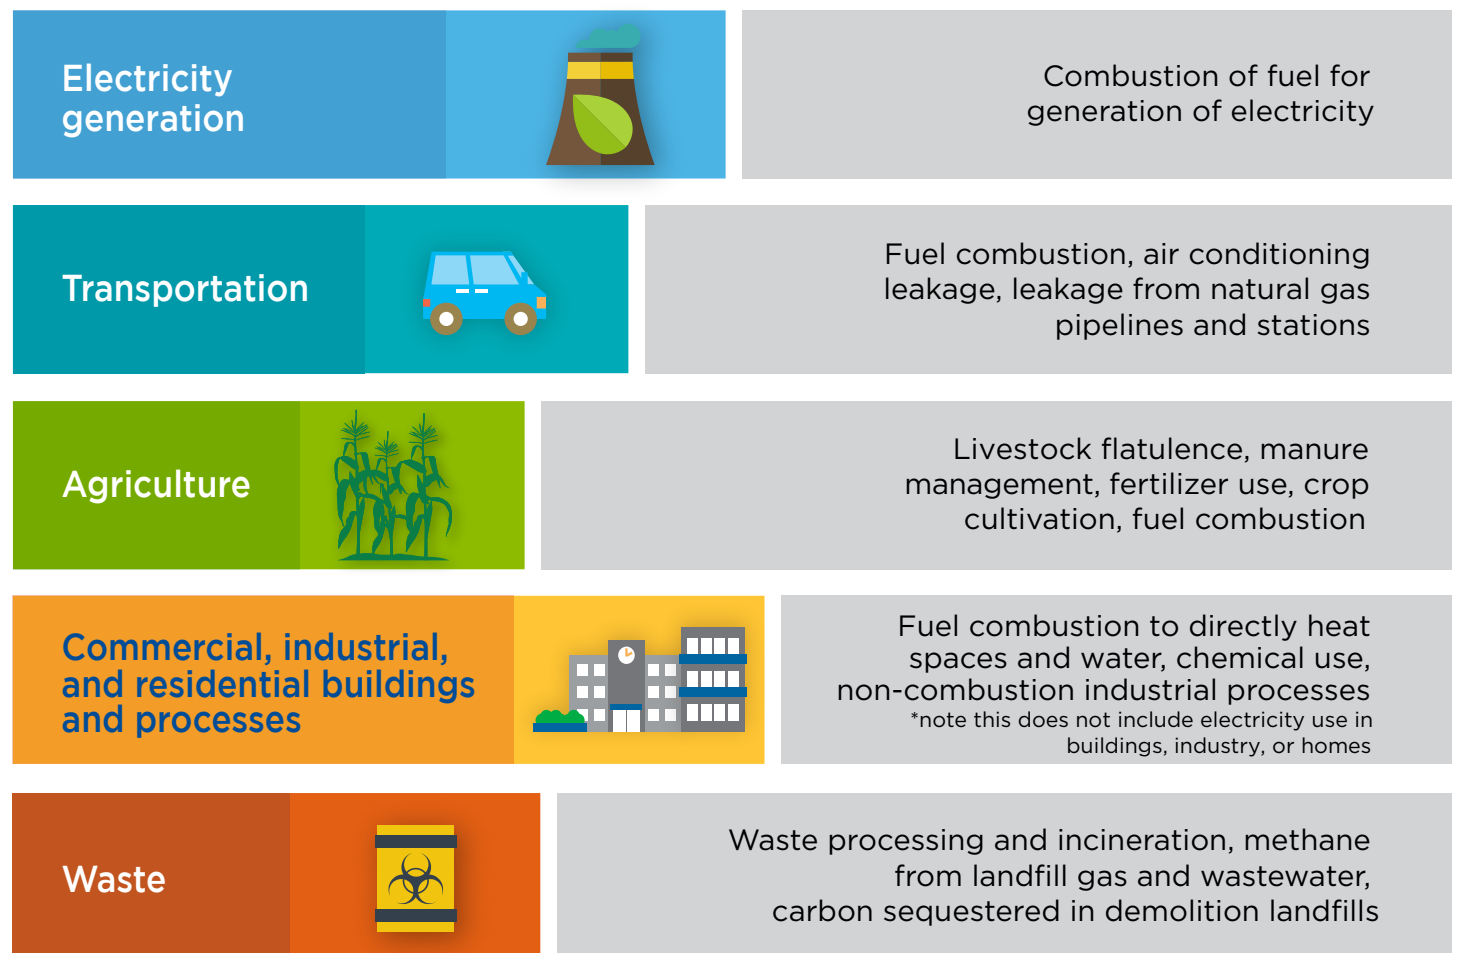 Electricity
generation
Combustion of fuel for
generation of electricity
Transportation
Fuel combustion, air conditioning
leakage, leakage from natural gas
pipelines and stations
Agriculture
Livestock flatulence, manure
management, fertilizer use, crop
cultivation, fuel combustion
Commercial, industrial,
and residential buildings
and processes
Fuel combustion to directly heat
spaces and water, chemical use,
non-combustion industrial processes
*note this does not include electricity use in
buildings, industry, or homes
Waste
Waste processing and incineration, methane
from landfill gas and wastewater,
carbon sequestered in demolition landfills